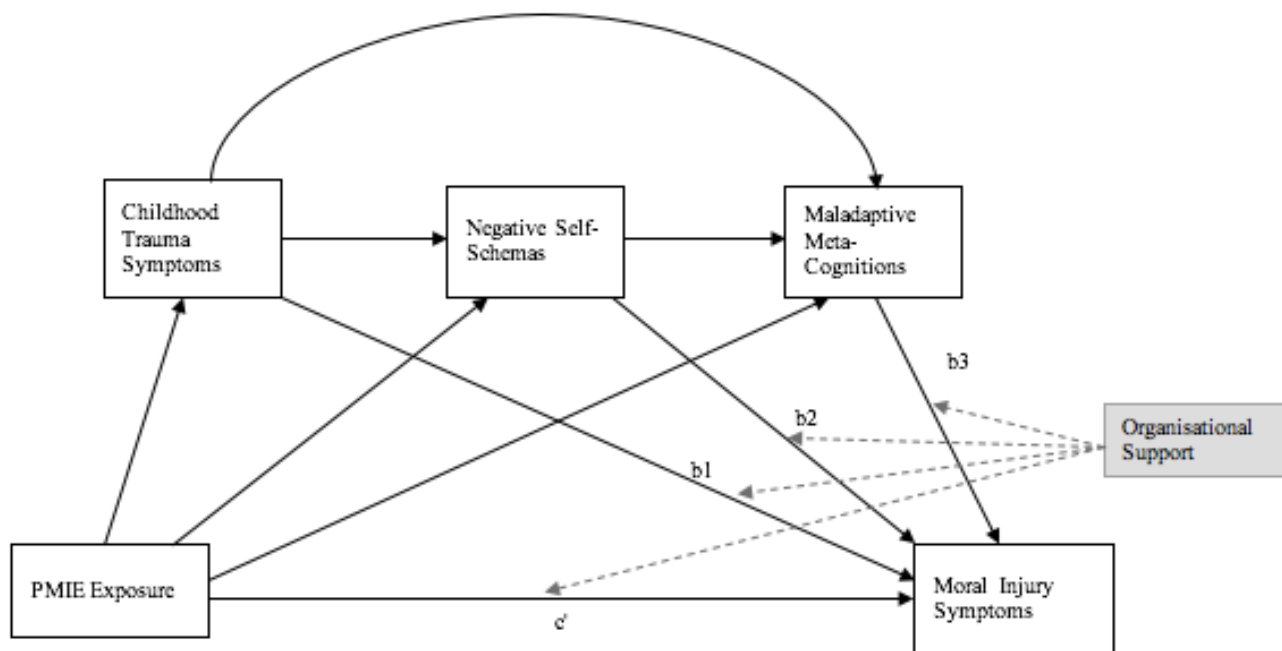 Childhood
Trauma
Symptoms
Negative Self-
Schemas
Maladaptive
Meta-
Cognitions
b3
b2
b1
Organisational
Support
PMIE Exposure
c'
Moral Injury
Symptoms